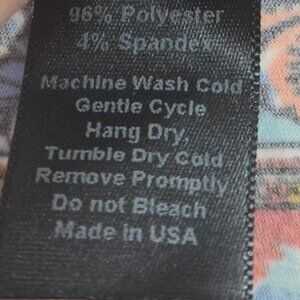 96% Polyester
4% Spandex
Machine Wash Cold
Gentle Cycle
Hang Dry,
Tumble Dry Cold
Remove Promptly
Do not Bleach
Made in USA